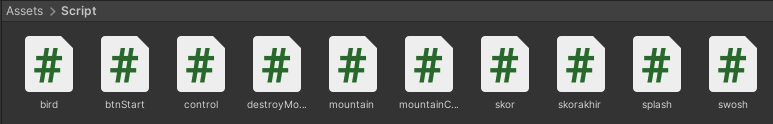 Assets > Script
bird btnStart control destroyMo... mountain mountainC... skor skorakhir splash swosh